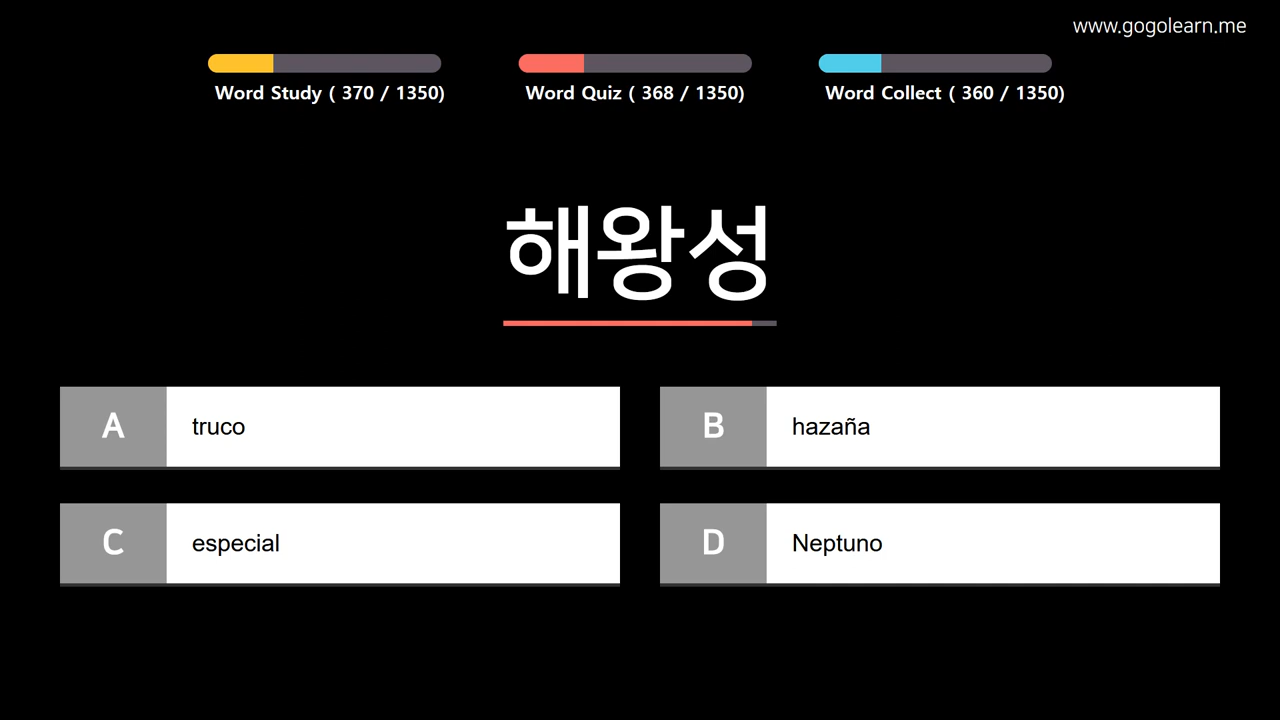 www.gogolearn.me
Word Study ( 370 / 1350)
Word Quiz ( 368 / 1350)
Word Collect ( 360 / 1350)
해왕성
A truco
B hazaña
C especial
D Neptuno